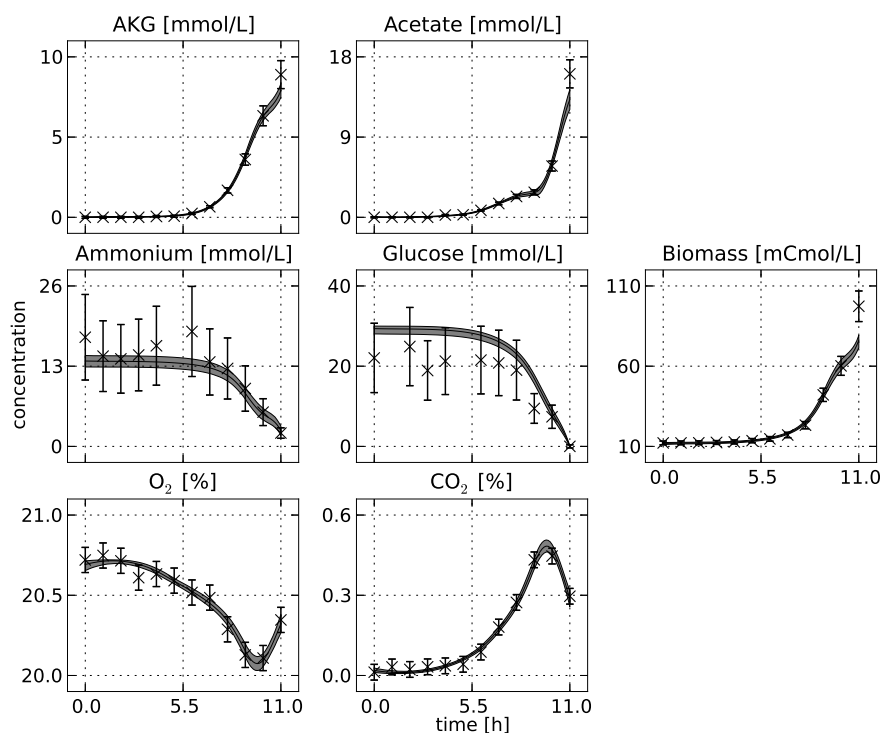 AKG [mmol/L] Acetate [mmol/L]
10 18
5 9
0 0
Ammonium [mmol/L] Glucose [mmol/L] Biomass [mCmol/L]
26 40 110
13 20 60
0 0 10
concentration
0.0 5.5 11.0
O₂ [%] CO₂ [%]
21.0 0.6
20.5 0.3
20.0 0.0
0.0 5.5 11.0 0.0 5.5 11.0
time [h]